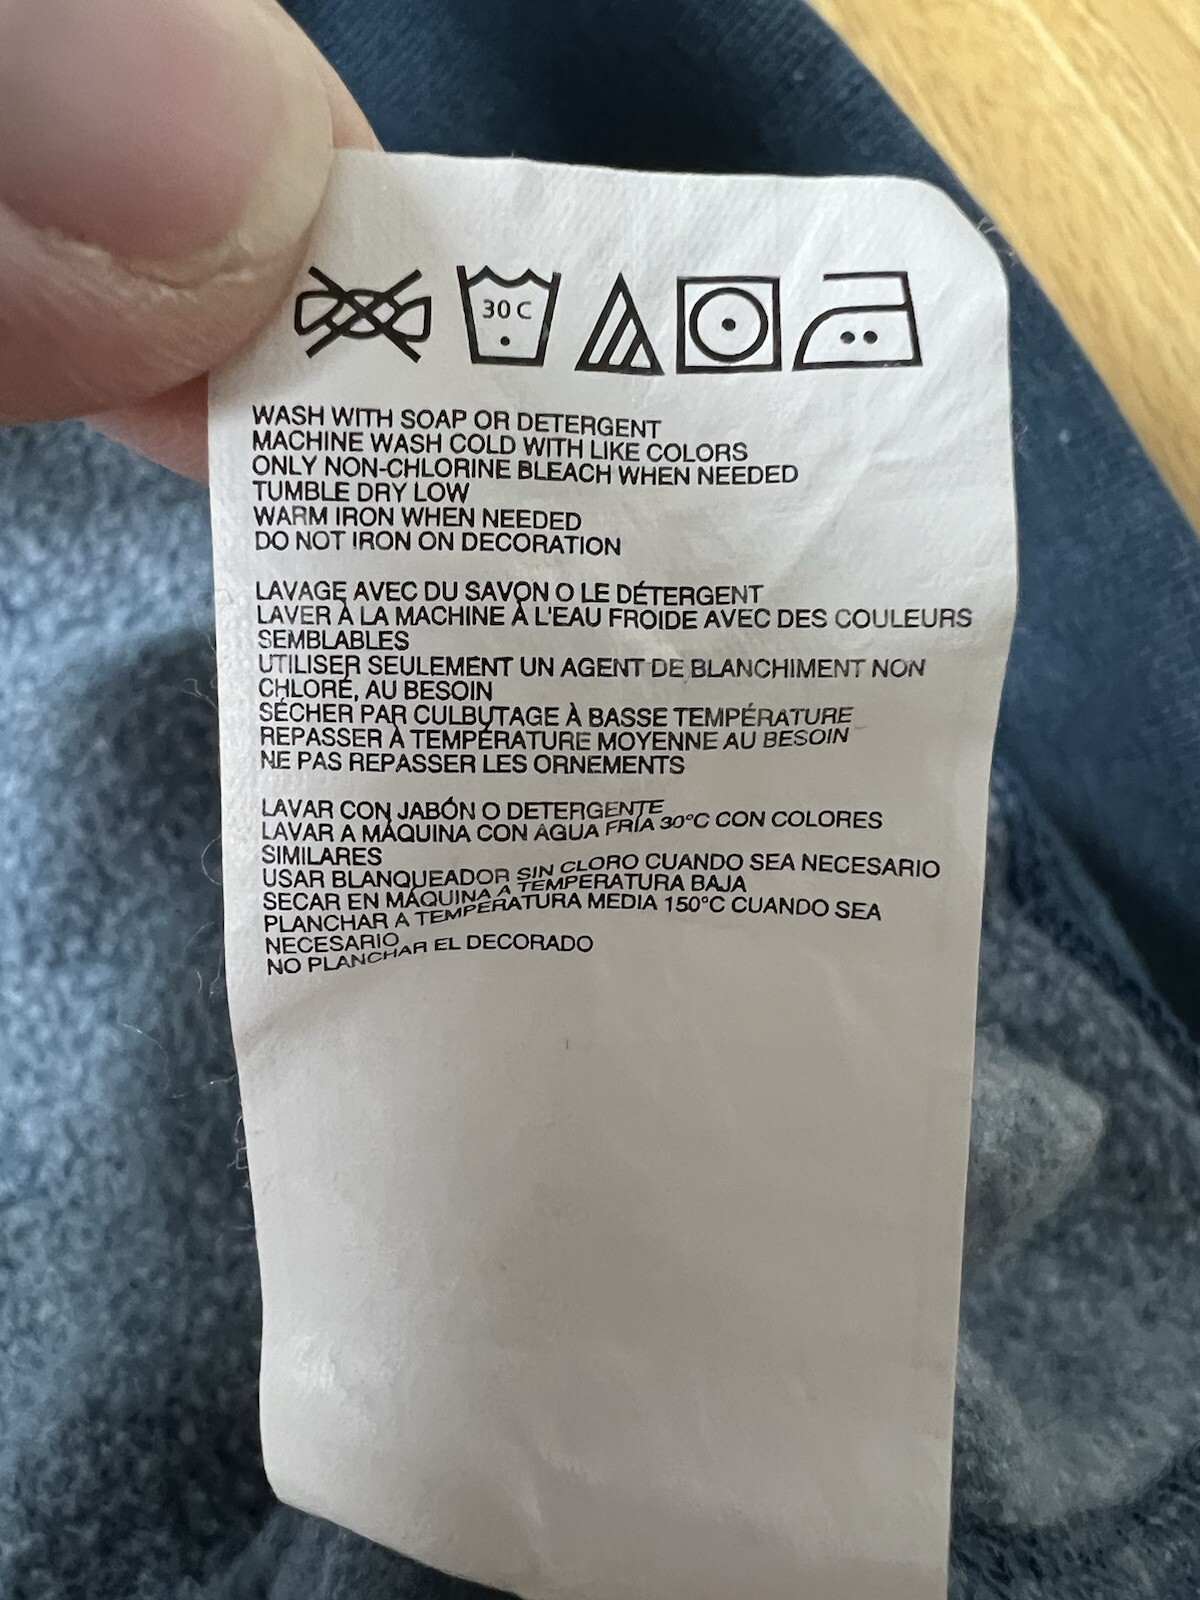 30 C
WASH WITH SOAP OR DETERGENT
MACHINE WASH COLD WITH LIKE COLORS
ONLY NON-CHLORINE BLEACH WHEN NEEDED
TUMBLE DRY LOW
WARM IRON WHEN NEEDED
DO NOT IRON ON DECORATION
LAVAGE AVEC DU SAVON O LE DÉTERGENT
LAVER À LA MACHINE À L'EAU FROIDE AVEC DES COULEURS
SEMBLABLES
UTILISER SEULEMENT UN AGENT DE BLANCHIMENT NON
CHLORÉ, AU BESOIN
SÉCHER PAR CULBUTAGE À BASSE TEMPÉRATURE
REPASSER À TEMPÉRATURE MOYENNE AU BESOIN
NE PAS REPASSER LES ORNEMENTS
LAVAR CON JABÓN O DETERGENTE
LAVAR A MÁQUINA CON AGUA FRÍA 30°C CON COLORES
SIMILARES
USAR BLANQUEADOR SIN CLORO CUANDO SEA NECESARIO
SECAR EN MÁQUINA A TEMPERATURA BAJA
PLANCHAR A TEMPERATURA MEDIA 150°C CUANDO SEA
NECESARIO
NO PLANCHAR EL DECORADO